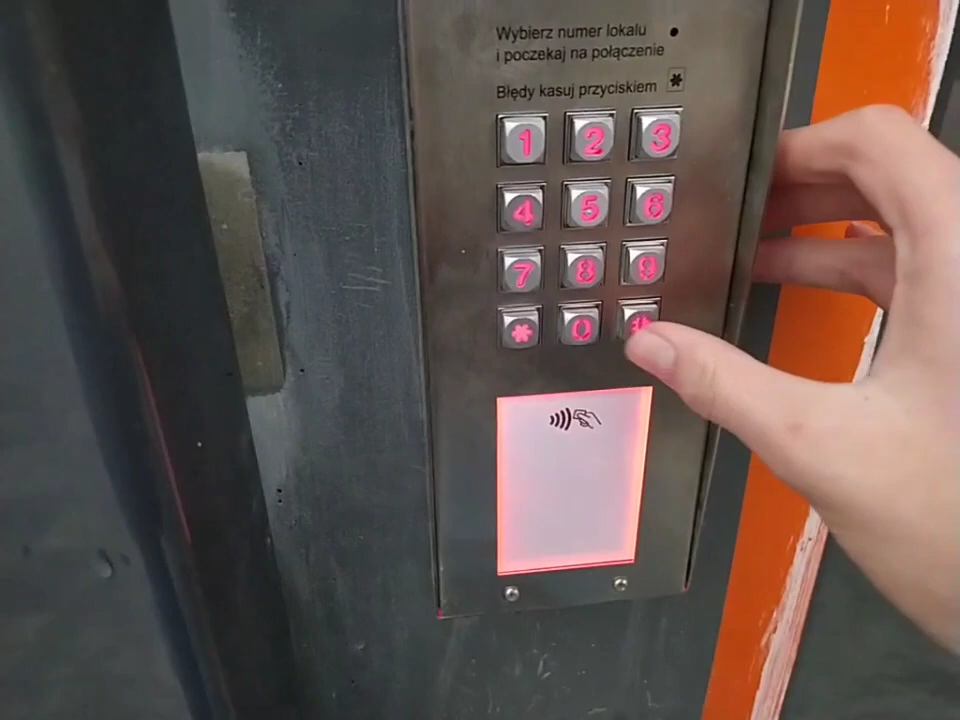 Wybierz numer lokalu
i poczekaj na połączenie
Błędy kasuj przyciskiem *
1 2 3
4 5 6
7 8 9
* 0 #